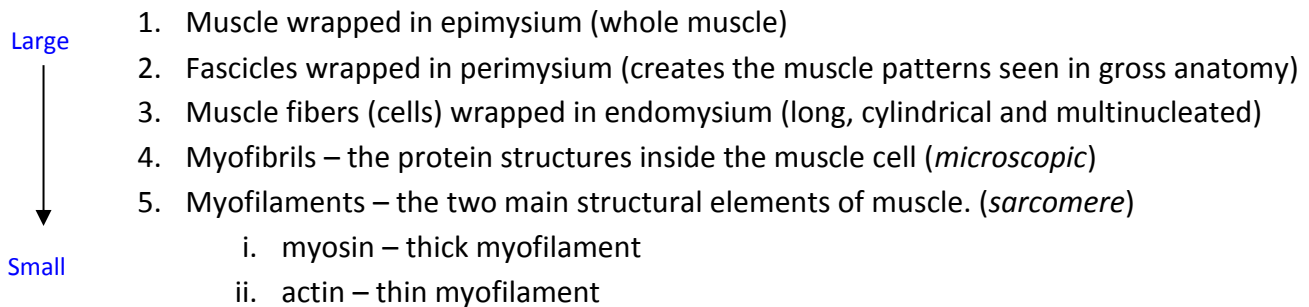 Large
1. Muscle wrapped in epimysium (whole muscle)
2. Fascicles wrapped in perimysium (creates the muscle patterns seen in gross anatomy)
3. Muscle fibers (cells) wrapped in endomysium (long, cylindrical and multinucleated)
4. Myofibrils – the protein structures inside the muscle cell (microscopic)
5. Myofilaments – the two main structural elements of muscle. (sarcomere)
i. myosin – thick myofilament
Small
ii. actin – thin myofilament